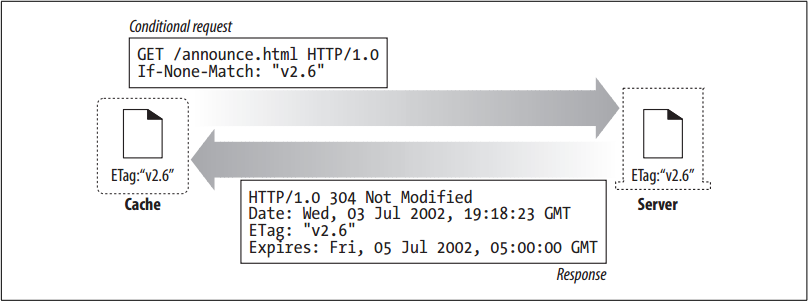 Conditional request
GET /announce.html HTTP/1.0
If-None-Match: "v2.6"
ETag:“v2.6”
Cache
ETag:“v2.6”
Server
HTTP/1.0 304 Not Modified
Date: Wed, 03 Jul 2002, 19:18:23 GMT
ETag: "v2.6"
Expires: Fri, 05 Jul 2002, 05:00:00 GMT
Response